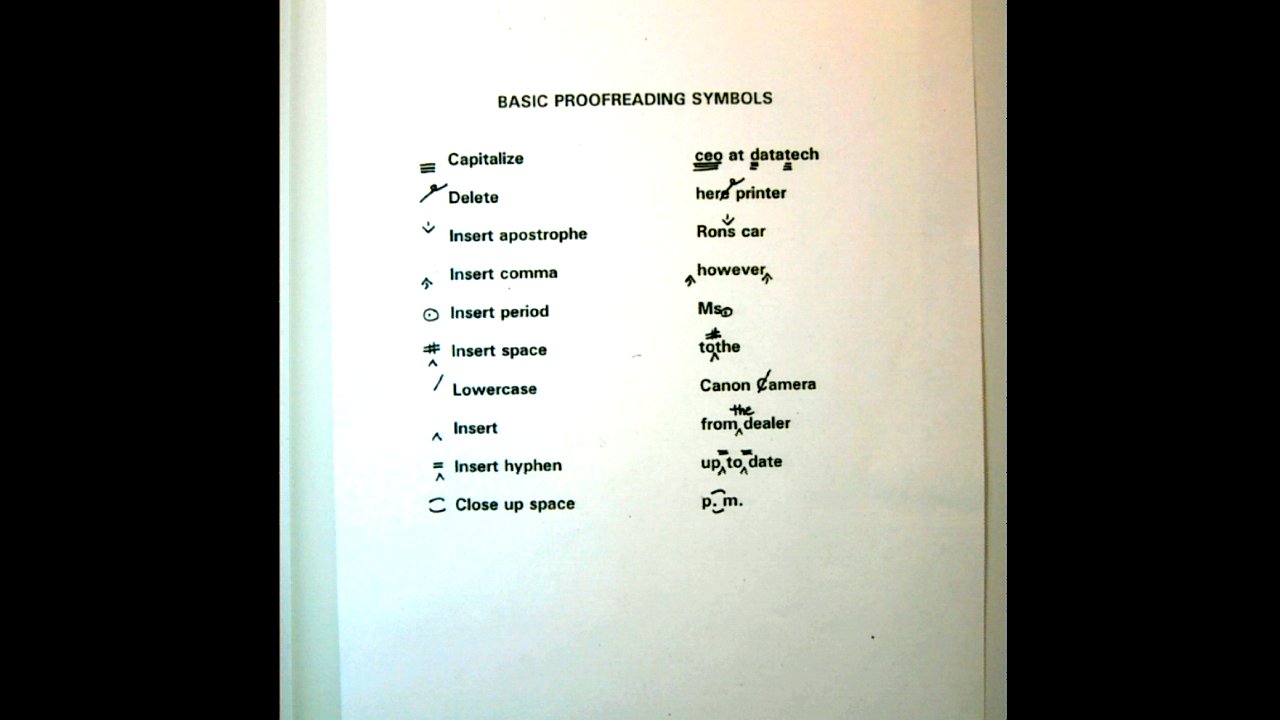 BASIC PROOFREADING SYMBOLS
Capitalize ceo at datatech
Delete here printer
Insert apostrophe Rons car
Insert comma however
Insert period Ms
# Insert space tothe #
/ Lowercase Canon Camera
^ Insert from the dealer
= Insert hyphen up=to=date
Close up space p. m.